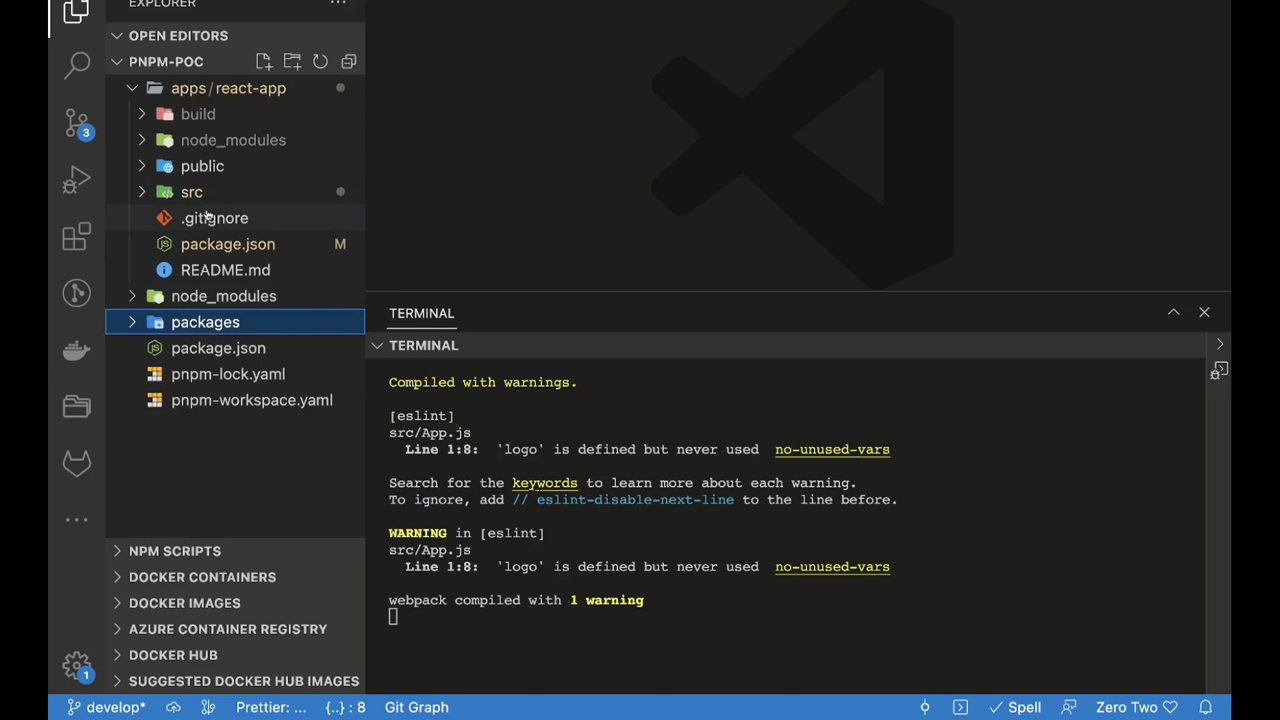 EXPLORER
OPEN EDITORS
PNPM-POC
apps/react-app
build
node_modules
public
src
.gitignore
package.json M
README.md
node_modules
packages
package.json
pnpm-lock.yaml
pnpm-workspace.yaml
NPM SCRIPTS
DOCKER CONTAINERS
DOCKER IMAGES
AZURE CONTAINER REGISTRY
DOCKER HUB
SUGGESTED DOCKER HUB IMAGES
3
1
TERMINAL
TERMINAL
Compiled with warnings.
[eslint]
src/App.js
Line 1:8: 'logo' is defined but never used no-unused-vars
Search for the keywords to learn more about each warning.
To ignore, add // eslint-disable-next-line to the line before.
WARNING in [eslint]
src/App.js
Line 1:8: 'logo' is defined but never used no-unused-vars
webpack compiled with 1 warning
develop* Prettier: ... {..} : 8 Git Graph Spell Zero Two